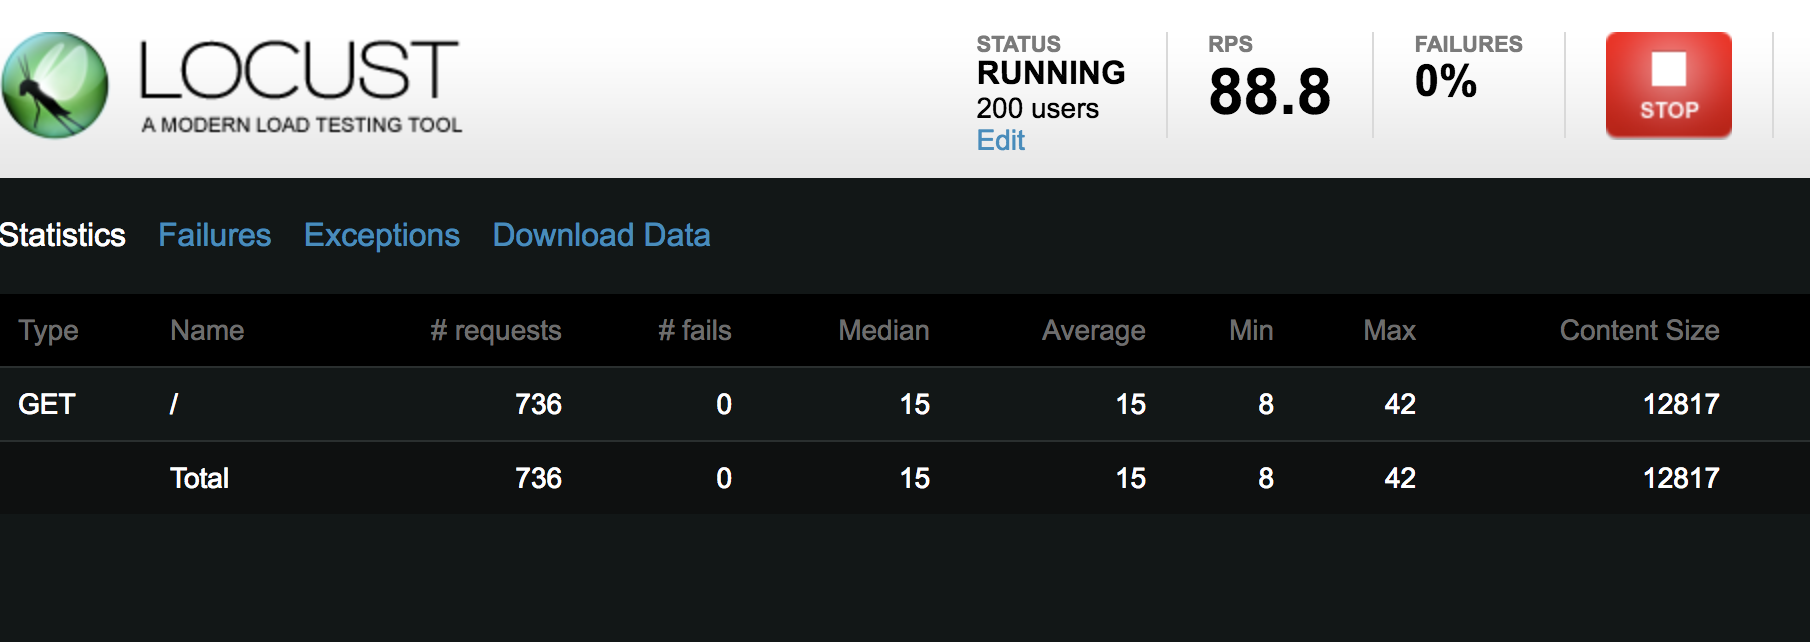 LOCUST
A MODERN LOAD TESTING TOOL
STATUS
RUNNING
200 users
Edit
RPS
88.8
FAILURES
0%
STOP
Statistics Failures Exceptions Download Data
Type Name # requests # fails Median Average Min Max Content Size
GET / 736 0 15 15 8 42 12817
Total 736 0 15 15 8 42 12817